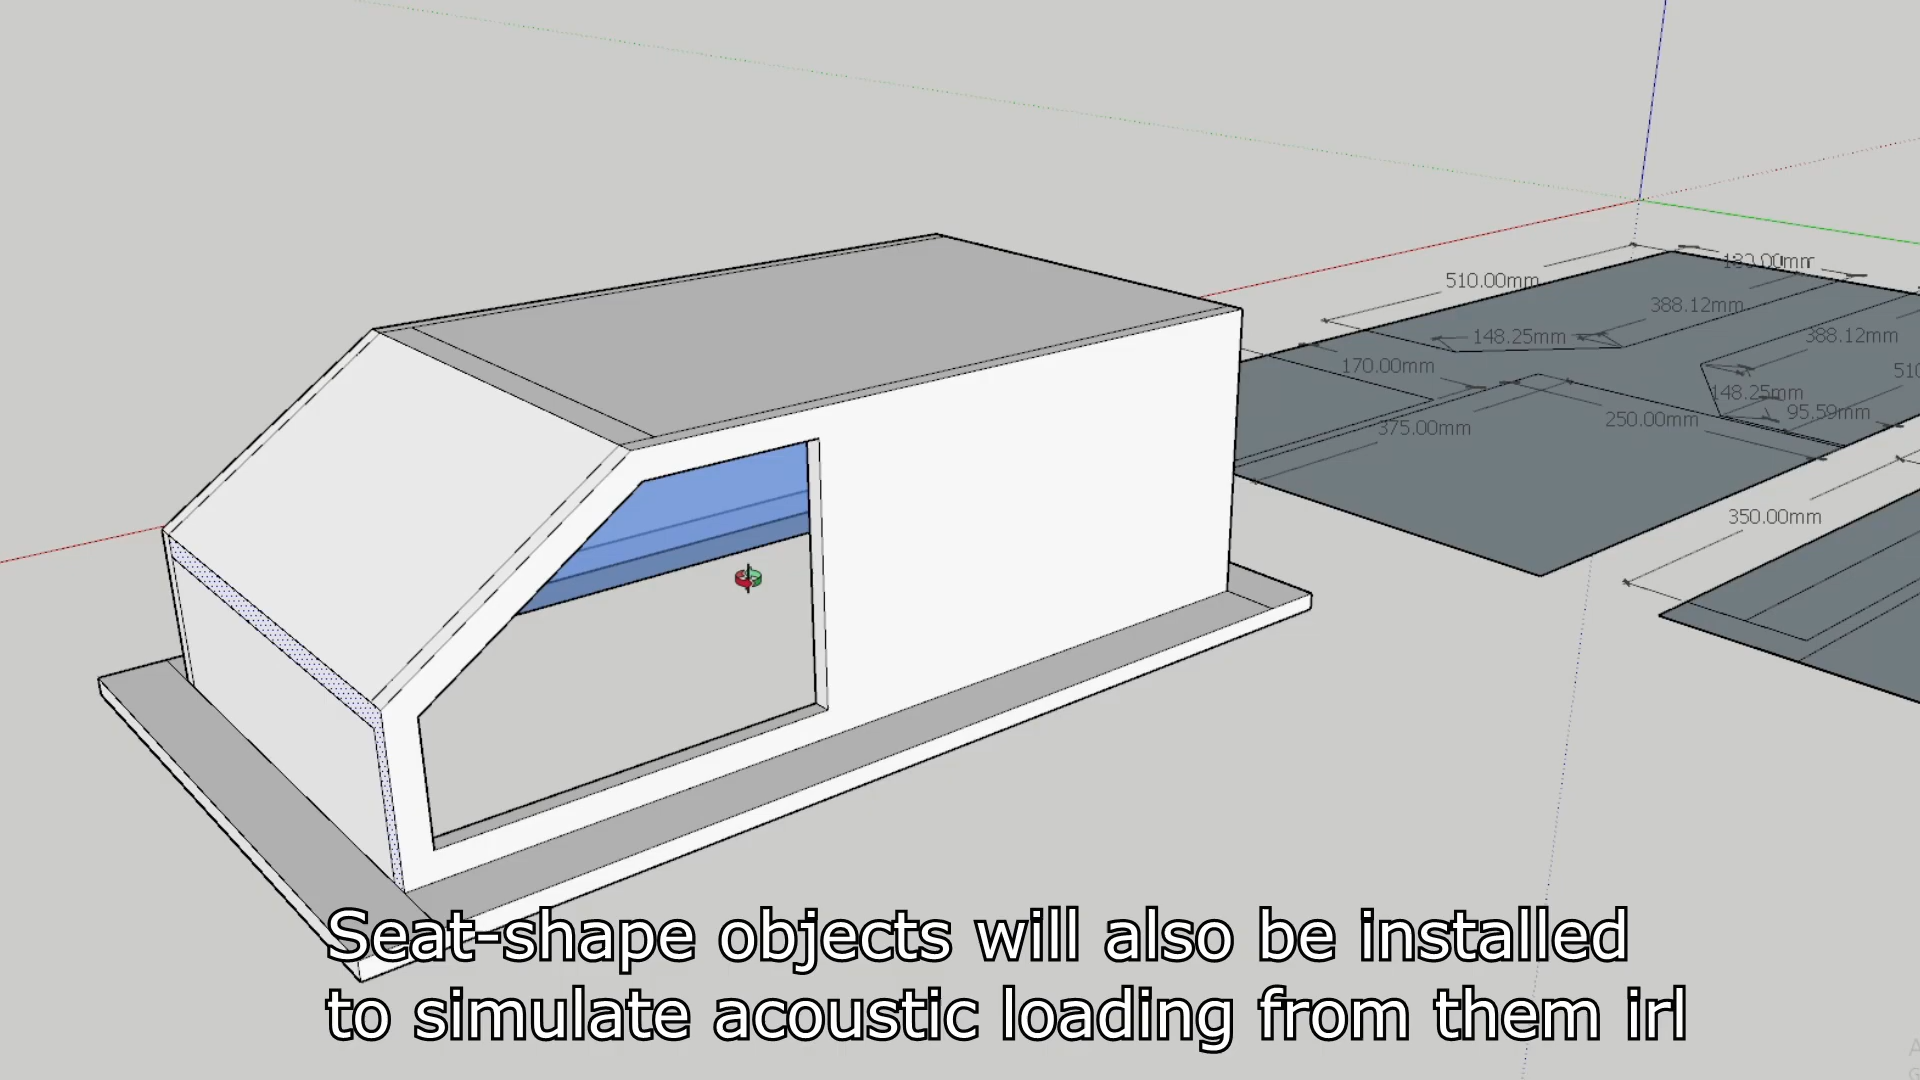 130.00mm
510.00mm
388.12mm
148.25mm
388.12mm
170.00mm
148.25mm
95.59mm
250.00mm
375.00mm
350.00mm
Seat-shape objects will also be installed
to simulate acoustic loading from them irl